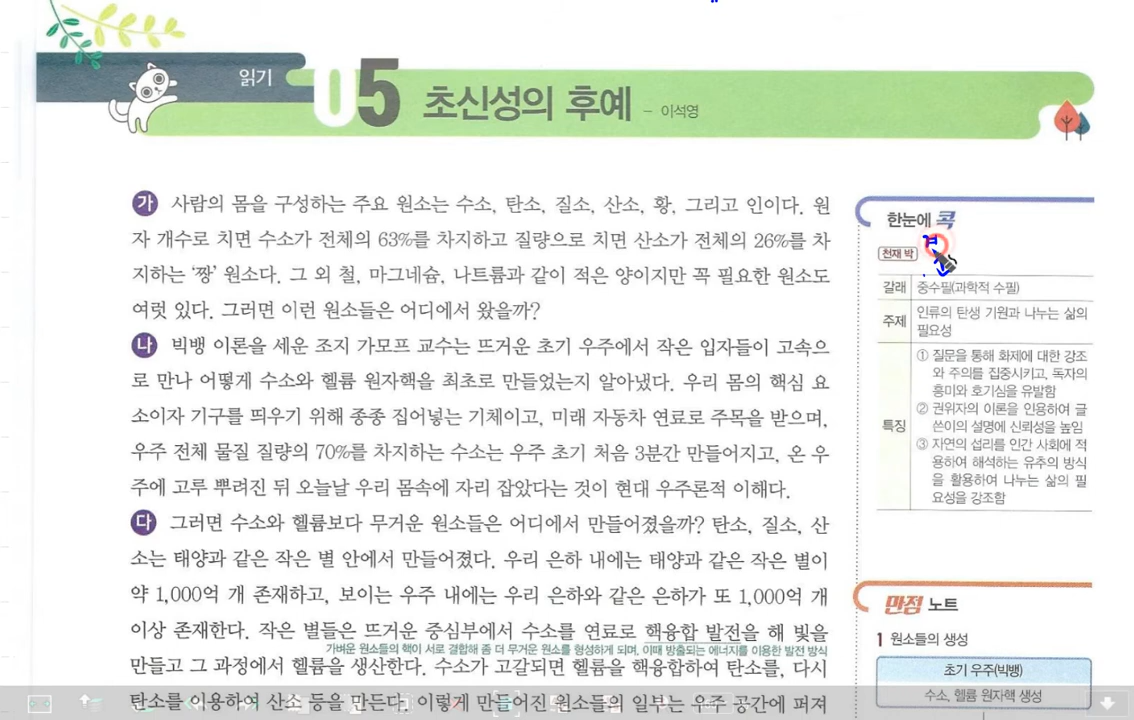 읽기
05 초신성의 후예 - 이석영
가 사람의 몸을 구성하는 주요 원소는 수소, 탄소, 질소, 산소, 황, 그리고 인이다. 원
자 개수로 치면 수소가 전체의 63%를 차지하고 질량으로 치면 산소가 전체의 26%를 차
지하는 ‘짱’ 원소다. 그 외 철, 마그네슘, 나트륨과 같이 적은 양이지만 꼭 필요한 원소도
여럿 있다. 그러면 이런 원소들은 어디에서 왔을까?
나 빅뱅 이론을 세운 조지 가모프 교수는 뜨거운 초기 우주에서 작은 입자들이 고속으
로 만나 어떻게 수소와 헬륨 원자핵을 최초로 만들었는지 알아냈다. 우리 몸의 핵심 요
소이자 기구를 띄우기 위해 종종 집어넣는 기체이고, 미래 자동차 연료로 주목을 받으며,
우주 전체 물질 질량의 70%를 차지하는 수소는 우주 초기 처음 3분간 만들어지고, 온 우
주에 고루 뿌려진 뒤 오늘날 우리 몸속에 자리 잡았다는 것이 현대 우주론적 이해다.
다 그러면 수소와 헬륨보다 무거운 원소들은 어디에서 만들어졌을까? 탄소, 질소, 산
소는 태양과 같은 작은 별 안에서 만들어졌다. 우리 은하 내에는 태양과 같은 작은 별이
약 1,000억 개 존재하고, 보이는 우주 내에는 우리 은하와 같은 은하가 또 1,000억 개
이상 존재한다. 작은 별들은 뜨거운 중심부에서 수소를 연료로 핵융합 발전을 해 빛을
가벼운 원소들의 핵이 서로 결합해 좀 더 무거운 원소를 형성하게 되며, 이때 방출되는 에너지를 이용한 발전 방식
만들고 그 과정에서 헬륨을 생산한다. 수소가 고갈되면 헬륨을 핵융합하여 탄소를, 다시
탄소를 이용하여 산소 등을 만든다. 이렇게 만들어진 원소들의 일부는 우주 공간에 퍼져
한눈에 콕
천재 박
갈래 중수필(과학적 수필)
주제 인류의 탄생 기원과 나누는 삶의
필요성
특징 ① 질문을 통해 화제에 대한 강조
와 주의를 집중시키고, 독자의
흥미와 호기심을 유발함
② 권위자의 이론을 인용하여 글
쓴이의 설명에 신뢰성을 높임
③ 자연의 섭리를 인간 사회에 적
용하여 해석하는 유추의 방식
을 활용하여 나누는 삶의 필
요성을 강조함
만점 노트
1 원소들의 생성
초기 우주(빅뱅)
수소, 헬륨 원자핵 생성